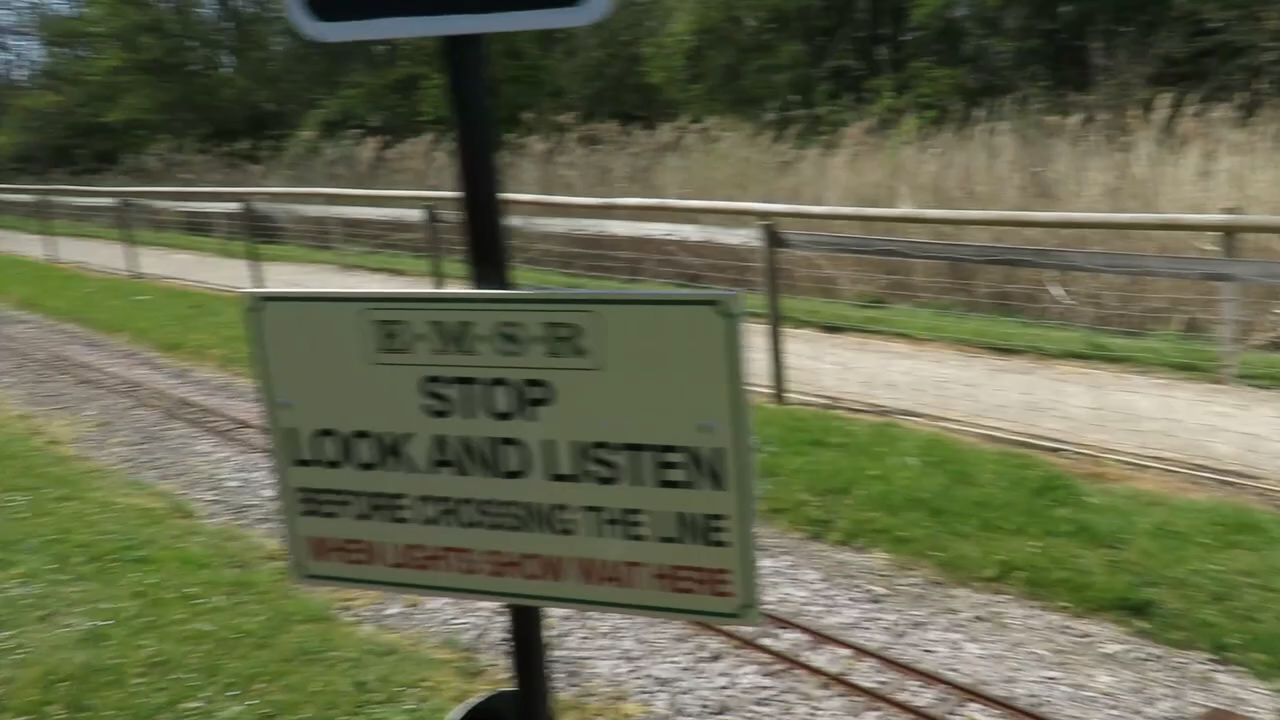 E·M·S·R
STOP
LOOK AND LISTEN
BEFORE CROSSING THE LINE
WHEN LIGHTS SHOW WAIT HERE